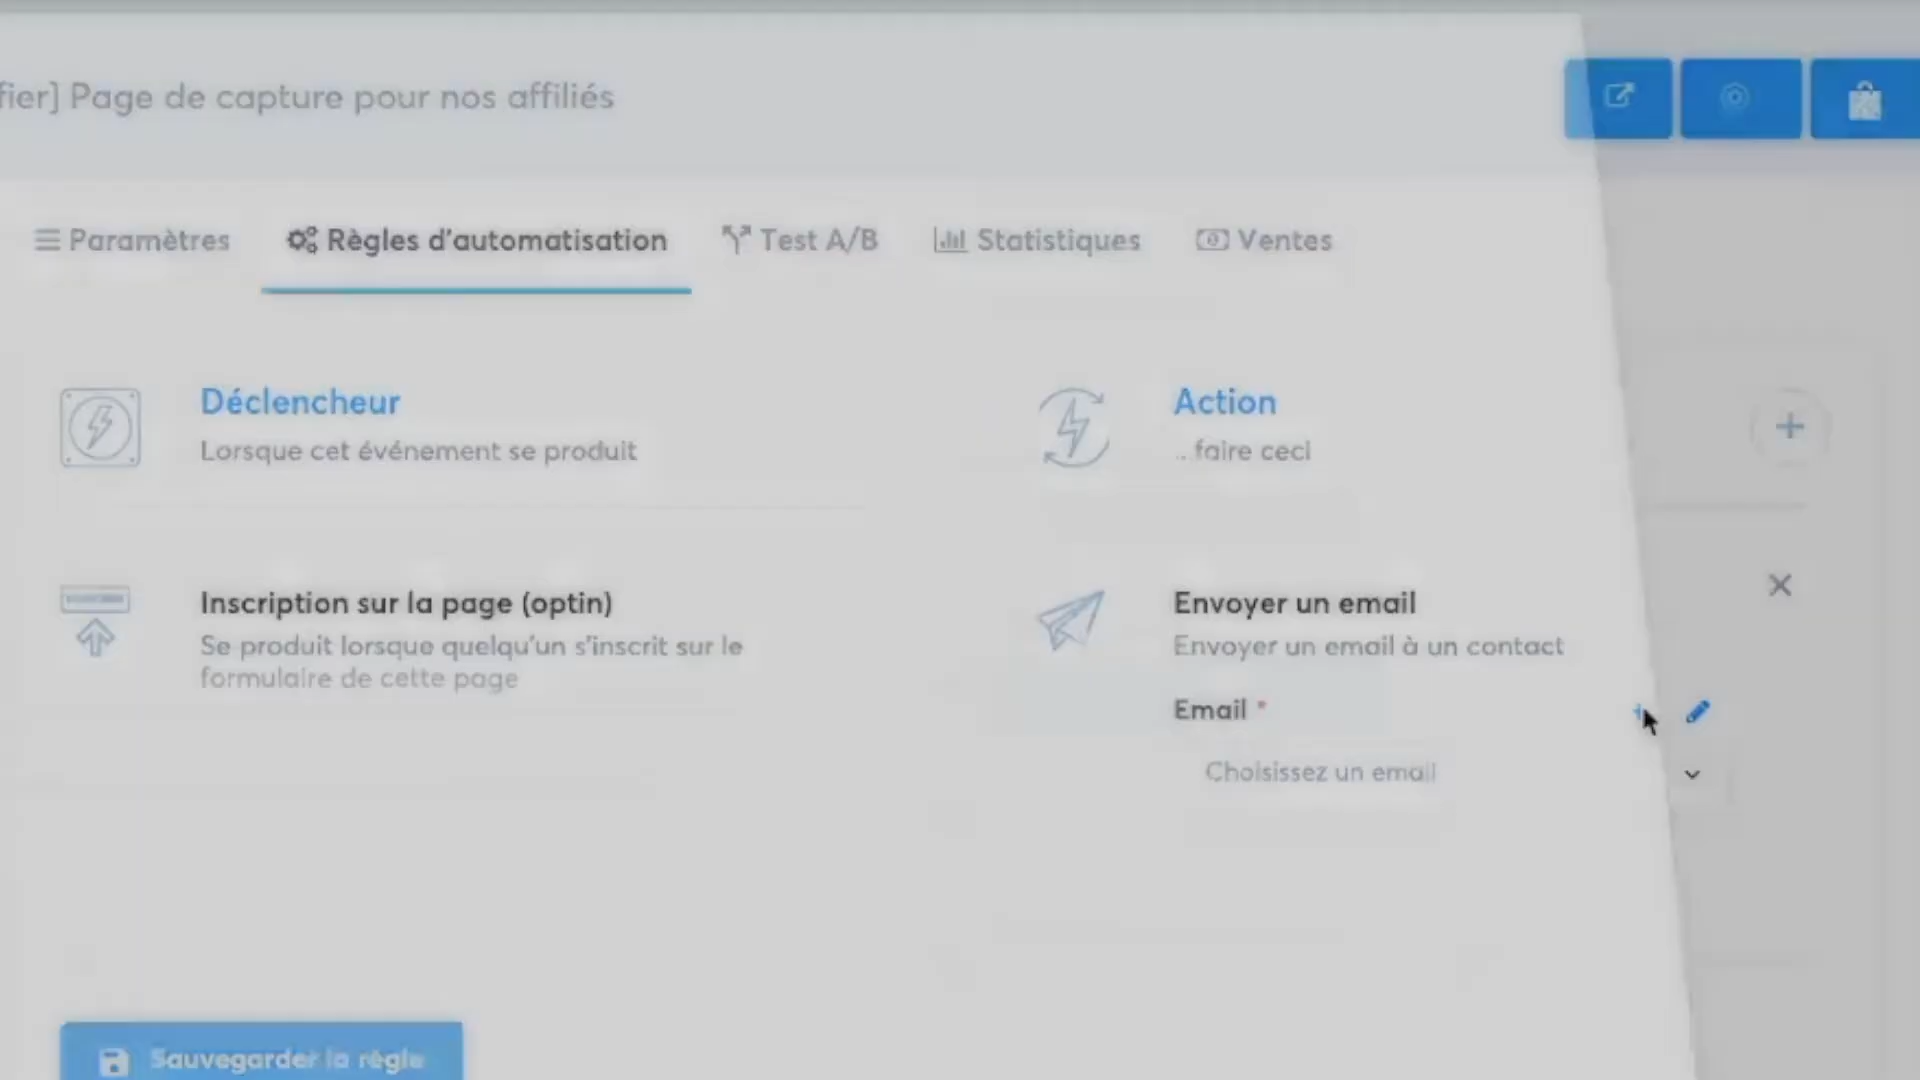 fier] Page de capture pour nos affiliés
Paramètres Règles d'automatisation Test A/B Statistiques Ventes
Déclencheur
Lorsque cet événement se produit
Action
...faire ceci
Inscription sur la page (optin)
Se produit lorsque quelqu'un s'inscrit sur le
formulaire de cette page
Envoyer un email
Envoyer un email à un contact
Email *
Choisissez un email
Sauvegarder la règle